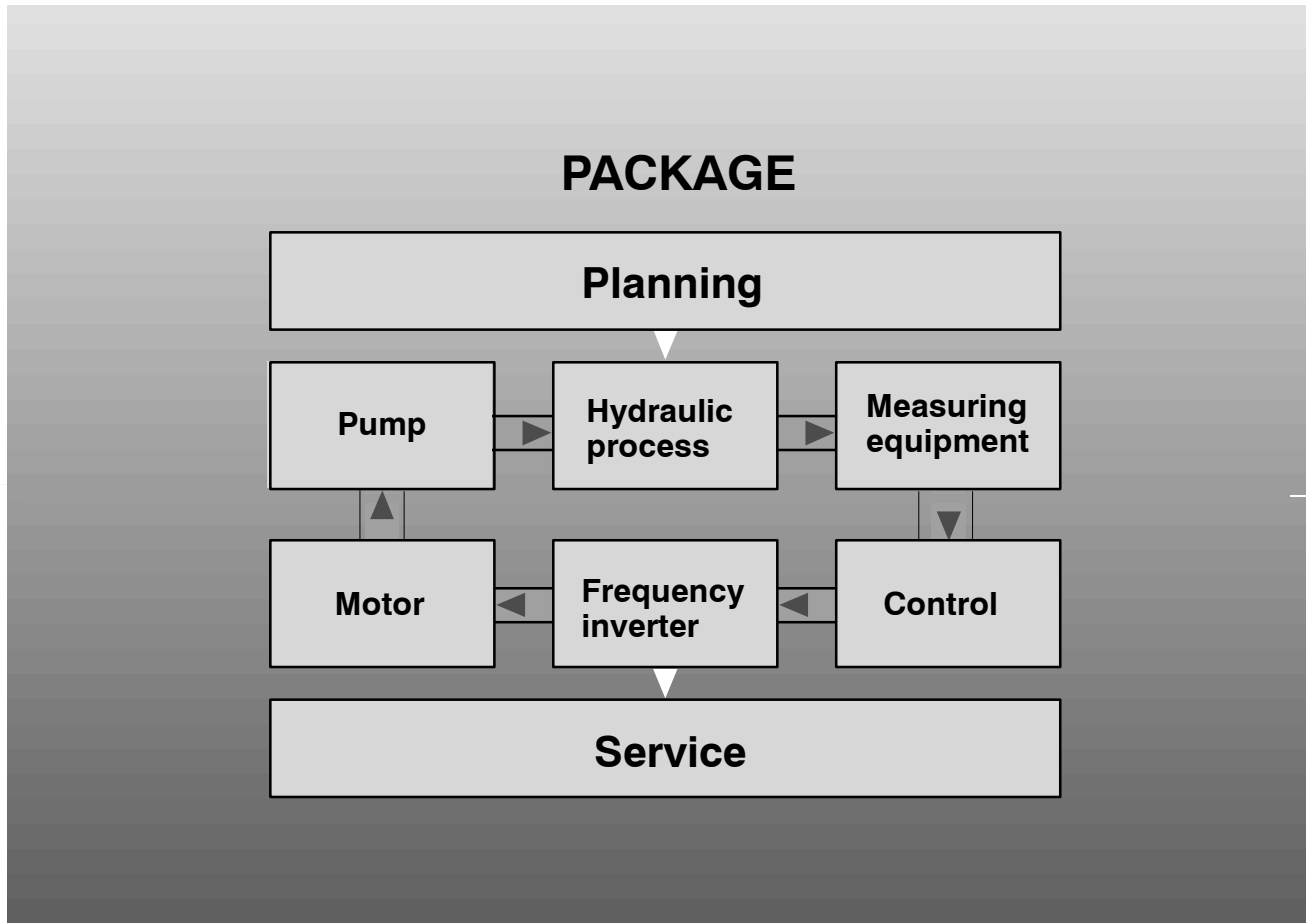 PACKAGE
Planning
Pump
Hydraulic
process
Measuring
equipment
Motor
Frequency
inverter
Control
Service